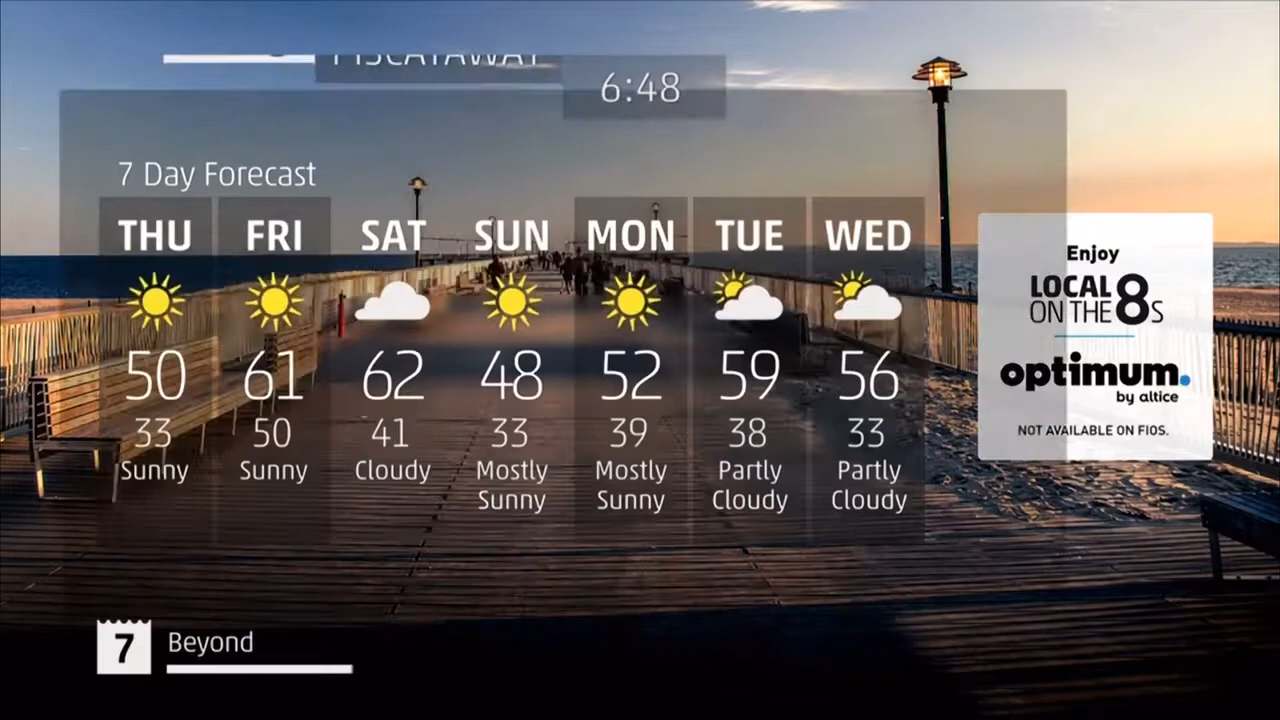 PISCATAWAY
6:48
7 Day Forecast
THU FRI SAT SUN MON TUE WED
50 61 62 48 52 59 56
33 50 41 33 39 38 33
Sunny Sunny Cloudy Mostly Sunny Mostly Sunny Partly Cloudy Partly Cloudy
Enjoy
LOCAL
ON THE 8s
optimum.
by altice
NOT AVAILABLE ON FIOS.
7 Beyond